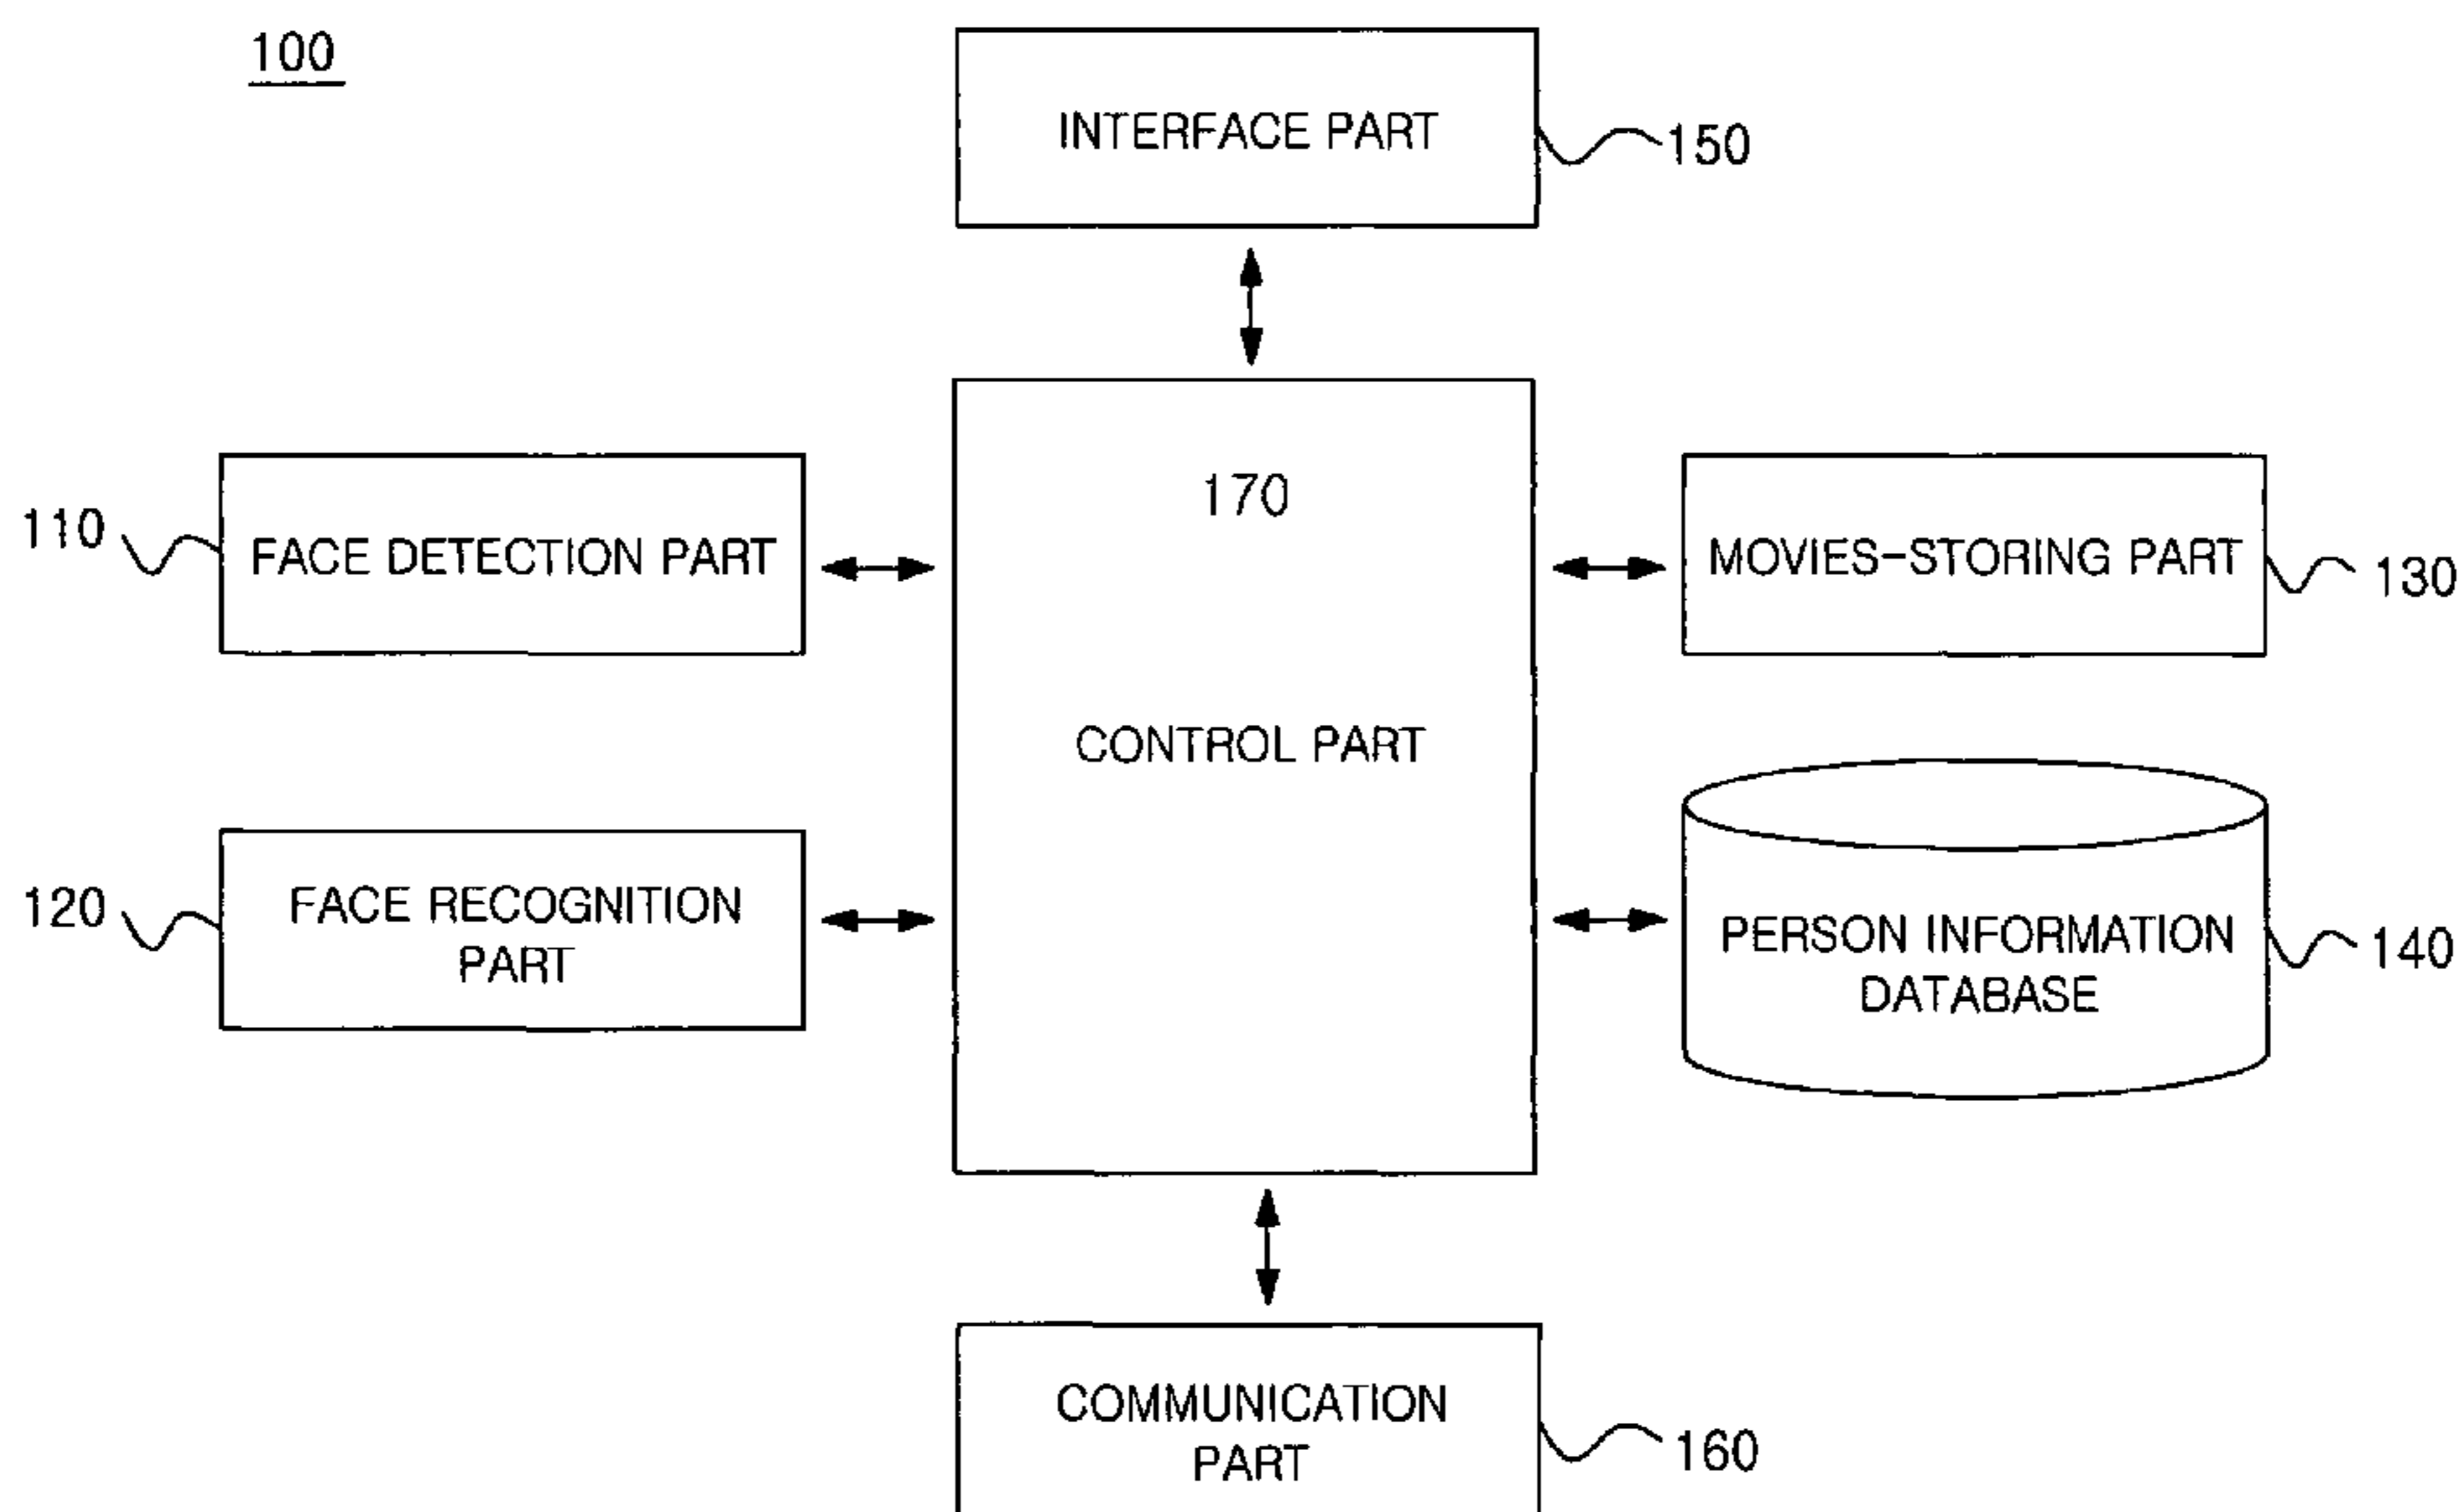 100
INTERFACE PART
150
170
110
FACE DETECTION PART
MOVIES-STORING PART
130
CONTROL PART
120
FACE RECOGNITION
PART
PERSON INFORMATION
DATABASE
140
COMMUNICATION
PART
160